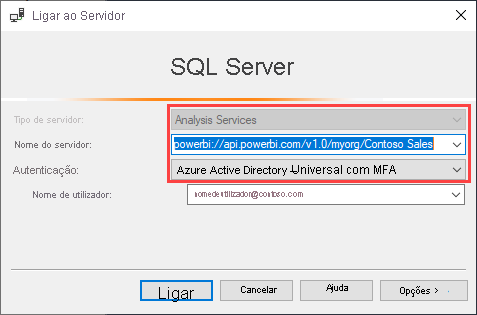 Ligar ao Servidor
SQL Server
Tipo de servidor: Analysis Services
Nome do servidor: powerbi://api.powerbi.com/v1.0/myorg/Contoso Sales
Autenticação: Azure Active Directory -Universal com MFA
Nome de utilizador: nomedeutilizador@contoso.com
Ligar Cancelar Ajuda Opções >